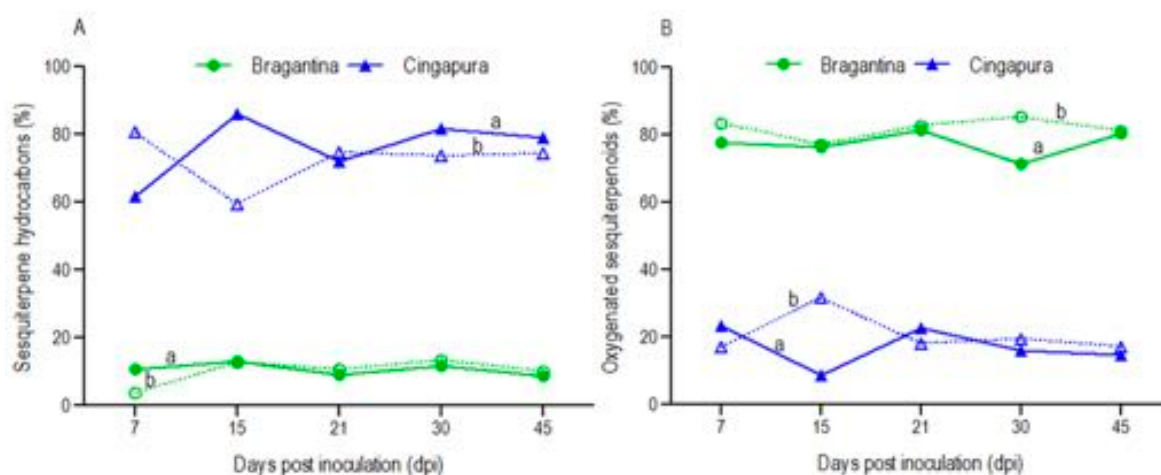 A
Bragantina Cingapura
Sesquiterpene hydrocarbons (%)
100
80
60
40
20
0
a
b
a
b
7 15 21 30 45
Days post inoculation (dpi)
B
Bragantina Cingapura
Oxygenated sesquiterpenoids (%)
100
80
60
40
20
0
b
a
b
a
7 15 21 30 45
Days post inoculation (dpi)